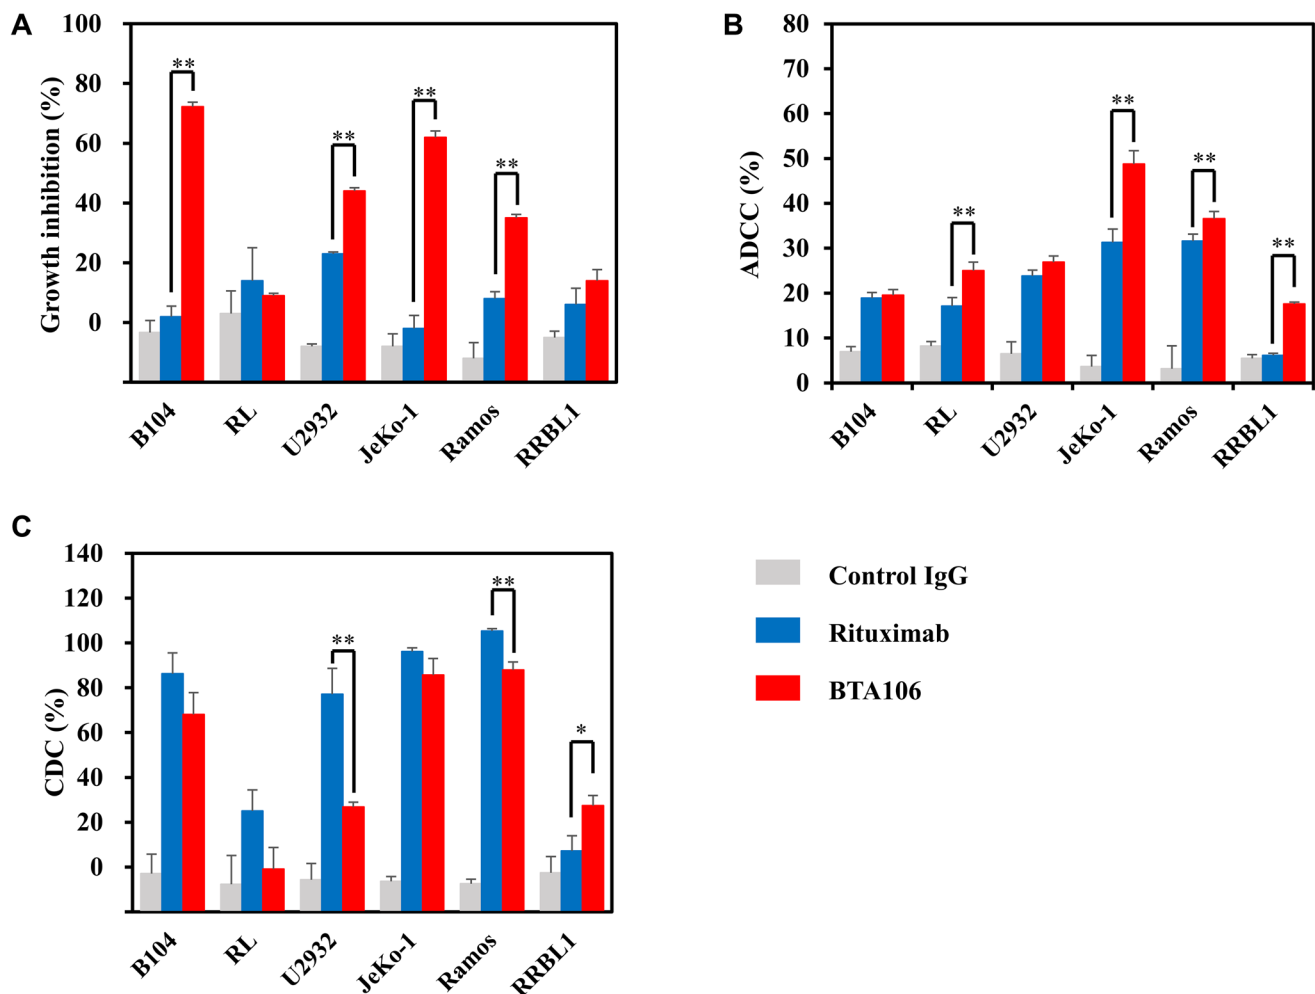 A
Growth inhibition (%)
100
80
60
40
20
0
**
**
**
**
B104
RL
U2932
JeKo-1
Ramos
RRBL1
B
ADCC (%)
80
70
60
50
40
30
20
10
0
**
**
**
**
B104
RL
U2932
JeKo-1
Ramos
RRBL1
C
CDC (%)
140
120
100
80
60
40
20
0
**
**
*
B104
RL
U2932
JeKo-1
Ramos
RRBL1
Control IgG
Rituximab
BTA106